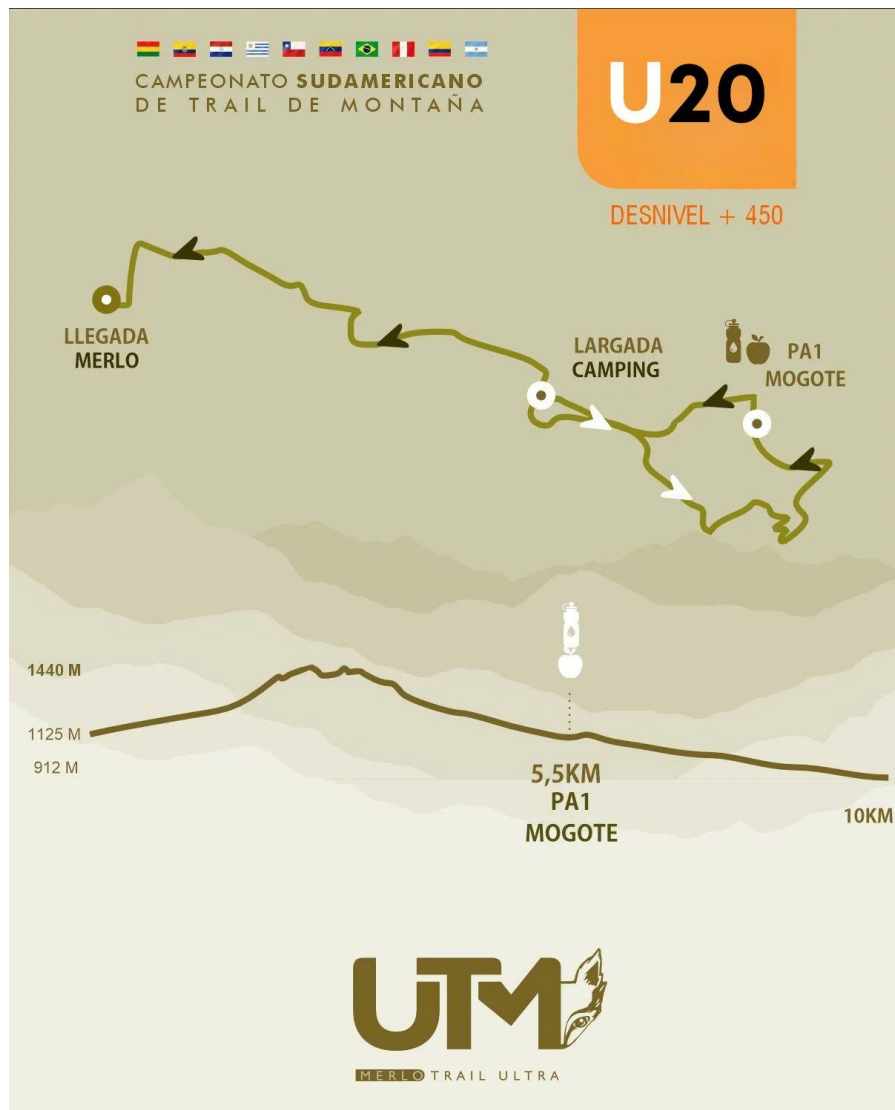 CAMPEONATO SUDAMERICANO
DE TRAIL DE MONTAÑA
U20
DESNIVEL + 450
LLEGADA
MERLO
LARGADA
CAMPING
PA1
MOGOTE
1440 M
1125 M
912 M
5,5KM
PA1
MOGOTE
10KM
UTM
MERLO TRAIL ULTRA